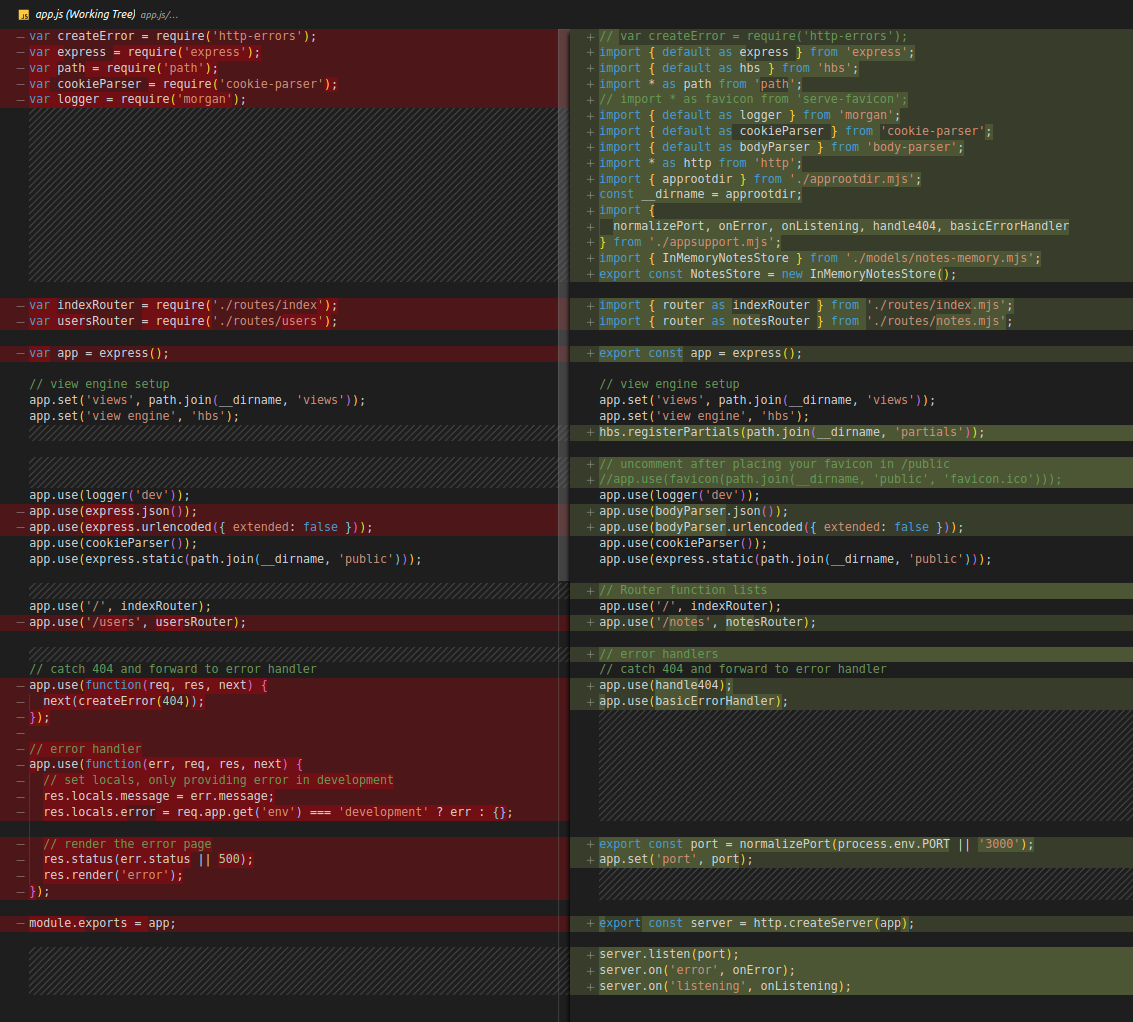 JS app.js (Working Tree) app.js/...
– var createError = require('http-errors');
– var express = require('express');
– var path = require('path');
– var cookieParser = require('cookie-parser');
– var logger = require('morgan');
– var indexRouter = require('./routes/index');
– var usersRouter = require('./routes/users');
– var app = express();
// view engine setup
app.set('views', path.join(__dirname, 'views'));
app.set('view engine', 'hbs');
app.use(logger('dev'));
– app.use(express.json());
– app.use(express.urlencoded({ extended: false }));
app.use(cookieParser());
app.use(express.static(path.join(__dirname, 'public')));
app.use('/', indexRouter);
– app.use('/users', usersRouter);
// catch 404 and forward to error handler
– app.use(function(req, res, next) {
– next(createError(404));
– });
–
– // error handler
– app.use(function(err, req, res, next) {
– // set locals, only providing error in development
– res.locals.message = err.message;
– res.locals.error = req.app.get('env') === 'development' ? err : {};
– // render the error page
– res.status(err.status || 500);
– res.render('error');
– });
– module.exports = app;
+ // var createError = require('http-errors');
+ import { default as express } from 'express';
+ import { default as hbs } from 'hbs';
+ import * as path from 'path';
+ // import * as favicon from 'serve-favicon';
+ import { default as logger } from 'morgan';
+ import { default as cookieParser } from 'cookie-parser';
+ import { default as bodyParser } from 'body-parser';
+ import * as http from 'http';
+ import { approotdir } from './approotdir.mjs';
+ const __dirname = approotdir;
+ import {
+ normalizePort, onError, onListening, handle404, basicErrorHandler
+ } from './appsupport.mjs';
+ import { InMemoryNotesStore } from './models/notes-memory.mjs';
+ export const NotesStore = new InMemoryNotesStore();
+ import { router as indexRouter } from './routes/index.mjs';
+ import { router as notesRouter } from './routes/notes.mjs';
+ export const app = express();
// view engine setup
app.set('views', path.join(__dirname, 'views'));
app.set('view engine', 'hbs');
+ hbs.registerPartials(path.join(__dirname, 'partials'));
+ // uncomment after placing your favicon in /public
+ //app.use(favicon(path.join(__dirname, 'public', 'favicon.ico')));
app.use(logger('dev'));
+ app.use(bodyParser.json());
+ app.use(bodyParser.urlencoded({ extended: false }));
app.use(cookieParser());
app.use(express.static(path.join(__dirname, 'public')));
+ // Router function lists
app.use('/', indexRouter);
+ app.use('/notes', notesRouter);
+ // error handlers
// catch 404 and forward to error handler
+ app.use(handle404);
+ app.use(basicErrorHandler);
+ export const port = normalizePort(process.env.PORT || '3000');
+ app.set('port', port);
+ export const server = http.createServer(app);
+ server.listen(port);
+ server.on('error', onError);
+ server.on('listening', onListening);